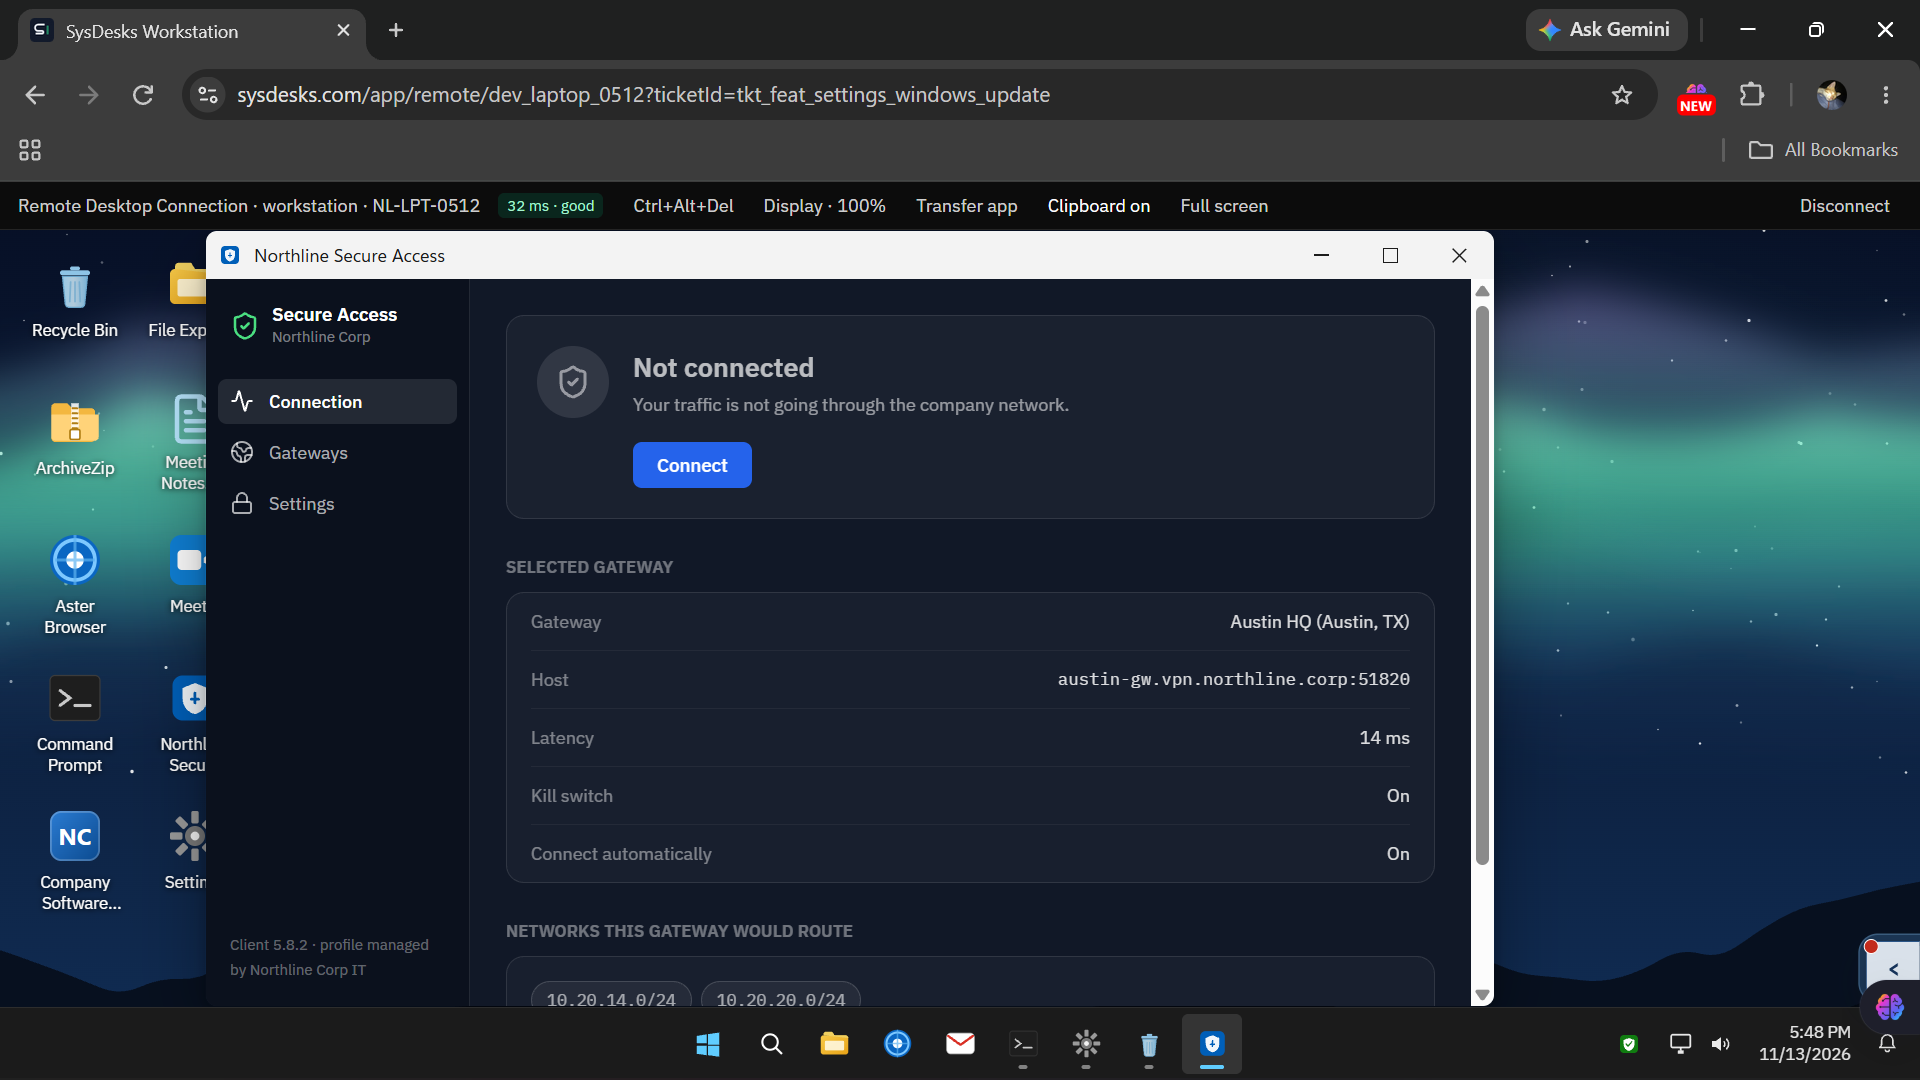 SysDesks Workstation
Ask Gemini
sysdesks.com/app/remote/dev_laptop_0512?ticketId=tkt_feat_settings_windows_update
NEW
All Bookmarks
Remote Desktop Connection · workstation · NL-LPT-0512
32 ms · good
Ctrl+Alt+Del
Display · 100%
Transfer app
Clipboard on
Full screen
Disconnect
Recycle Bin
File Exp
ArchiveZip
Meeti
Notes
Aster
Browser
Meet
Command
Prompt
Northl
Secu
NC
Company
Software...
Settin
Northline Secure Access
Secure Access
Northline Corp
Connection
Gateways
Settings
Client 5.8.2 · profile managed
by Northline Corp IT
Not connected
Your traffic is not going through the company network.
Connect
SELECTED GATEWAY
Gateway
Austin HQ (Austin, TX)
Host
austin-gw.vpn.northline.corp:51820
Latency
14 ms
Kill switch
On
Connect automatically
On
NETWORKS THIS GATEWAY WOULD ROUTE
10.20.14.0/24
10.20.20.0/24
5:48 PM
11/13/2026